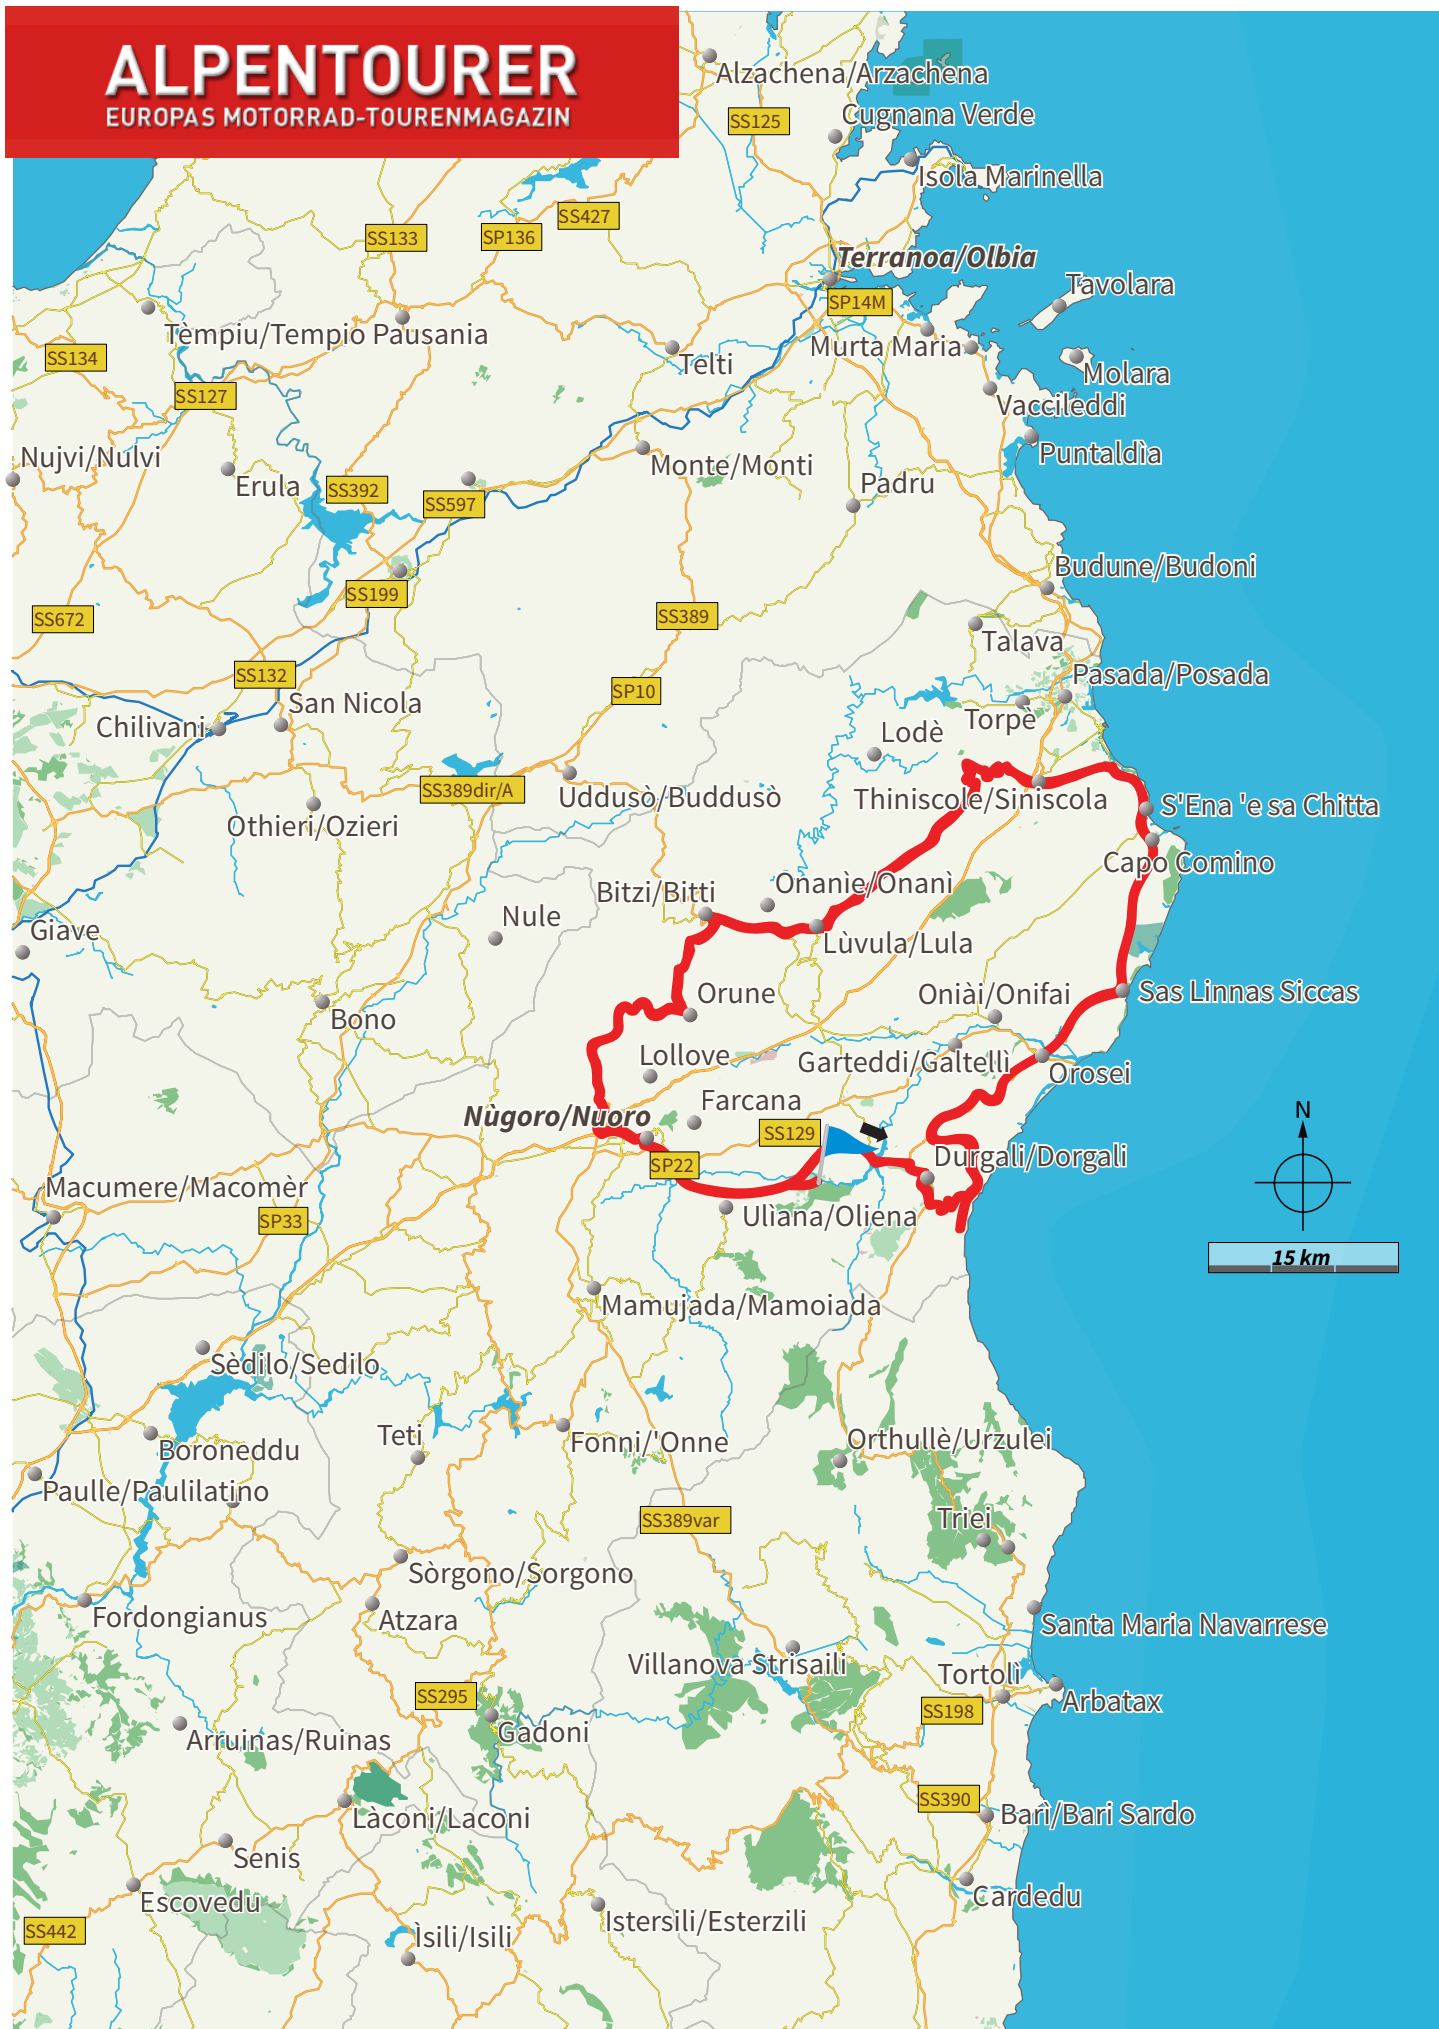 ALPENTOURER
EUROPAS MOTORRAD-TOURENMAGAZIN
Alzachena/Arzachena
SS125
Cugnana Verde
Isola Marinella
SS427
SS133
SP136
Terranoa/Olbia
Tavolara
SP14M
Tèmpiu/Tempio Pausania
Murta Maria
SS134
Telti
Molara
SS127
Vaccileddi
Nujvi/Nulvi
Monte/Monti
Puntaldìa
Erula
SS392
Padru
SS597
Budune/Budoni
SS199
SS672
SS389
Talava
SS132
Pasada/Posada
SP10
San Nicola
Torpè
Chilivani
Lodè
SS389dir/A
Uddusò/Buddusò
Thiniscole/Siniscola
S'Ena 'e sa Chitta
Othieri/Ozieri
Capo Comino
Onanìe/Onanì
Bitzi/Bitti
Nule
Giave
Lùvula/Lula
Orune
Oniài/Onifai
Sas Linnas Siccas
Bono
Lollove
Garteddi/Galtellì
Orosei
Farcana
Nùgoro/Nuoro
N
SS129
Durgali/Dorgali
SP22
Macumere/Macomèr
SP33
Ulìana/Oliena
15 km
Mamujada/Mamoiada
Sèdilo/Sedilo
Teti
Fonni/'Onne
Orthullè/Urzulei
Boroneddu
Paulle/Paulilatino
SS389var
Triei
Sòrgono/Sorgono
Fordongianus
Atzara
Santa Maria Navarrese
Villanova Strisaili
Tortolì
SS295
Arbatax
SS198
Arruinas/Ruinas
Gadoni
SS390
Làconi/Laconi
Barì/Bari Sardo
Senis
Escovedu
Cardedu
SS442
Ìsili/Isili
Istersili/Esterzili